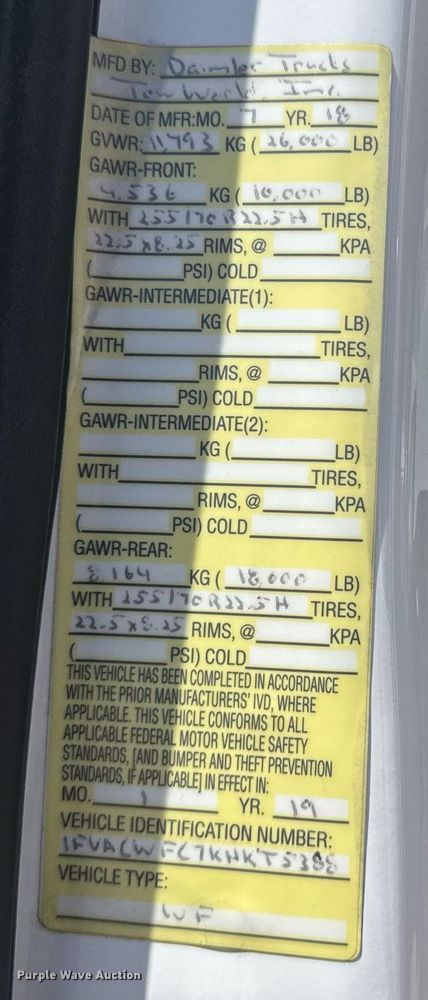 MFD BY: Daimler Trucks
Tow World, Inc.
DATE OF MFR:MO. 7 YR. 18
GVWR: 11,793 KG ( 26,000 LB)
GAWR-FRONT:
4,536 KG ( 10,000 LB)
WITH 255/70R22.5H TIRES,
22.5x8.25 RIMS, @ KPA
( PSI) COLD
GAWR-INTERMEDIATE(1):
KG ( LB)
WITH TIRES,
RIMS, @ KPA
( PSI) COLD
GAWR-INTERMEDIATE(2):
KG ( LB)
WITH TIRES,
RIMS, @ KPA
( PSI) COLD
GAWR-REAR:
8,164 KG ( 18,000 LB)
WITH 255/70R22.5H TIRES,
22.5x8.25 RIMS, @ KPA
( PSI) COLD
THIS VEHICLE HAS BEEN COMPLETED IN ACCORDANCE
WITH THE PRIOR MANUFACTURERS' IVD, WHERE
APPLICABLE. THIS VEHICLE CONFORMS TO ALL
APPLICABLE FEDERAL MOTOR VEHICLE SAFETY
STANDARDS, [AND BUMPER AND THEFT PREVENTION
STANDARDS, IF APPLICABLE] IN EFFECT IN:
MO. 1 YR. 19
VEHICLE IDENTIFICATION NUMBER:
1FVACWFC7KHKT5388
VEHICLE TYPE:
Purple Wave Auction